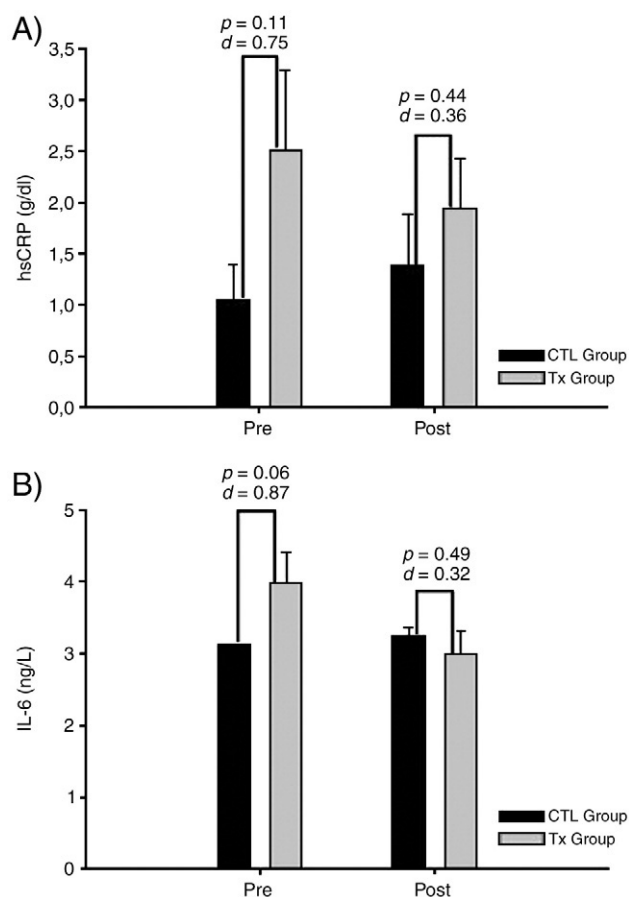 A)
p = 0.11
d = 0.75
3,5
3,0
2,5
2,0
1,5
1,0
0,5
0,0
hsCRP (g/dl)
p = 0.44
d = 0.36
CTL Group
Tx Group
Pre
Post
B)
p = 0.06
d = 0.87
5
4
3
2
1
0
IL-6 (ng/L)
p = 0.49
d = 0.32
CTL Group
Tx Group
Pre
Post